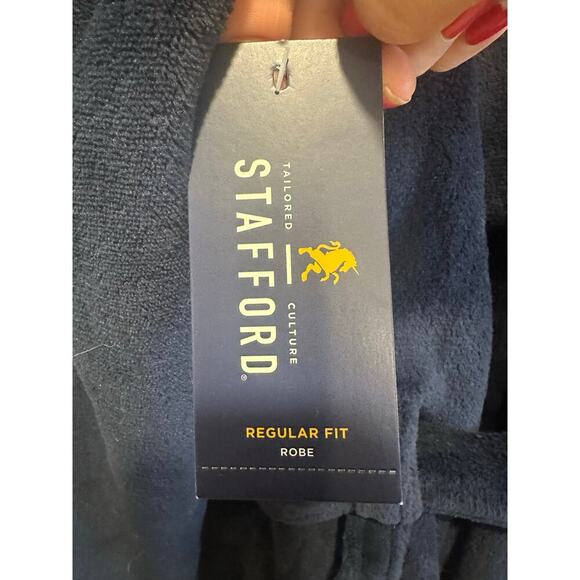 TAILORED CULTURE
STAFFORD®
REGULAR FIT
ROBE